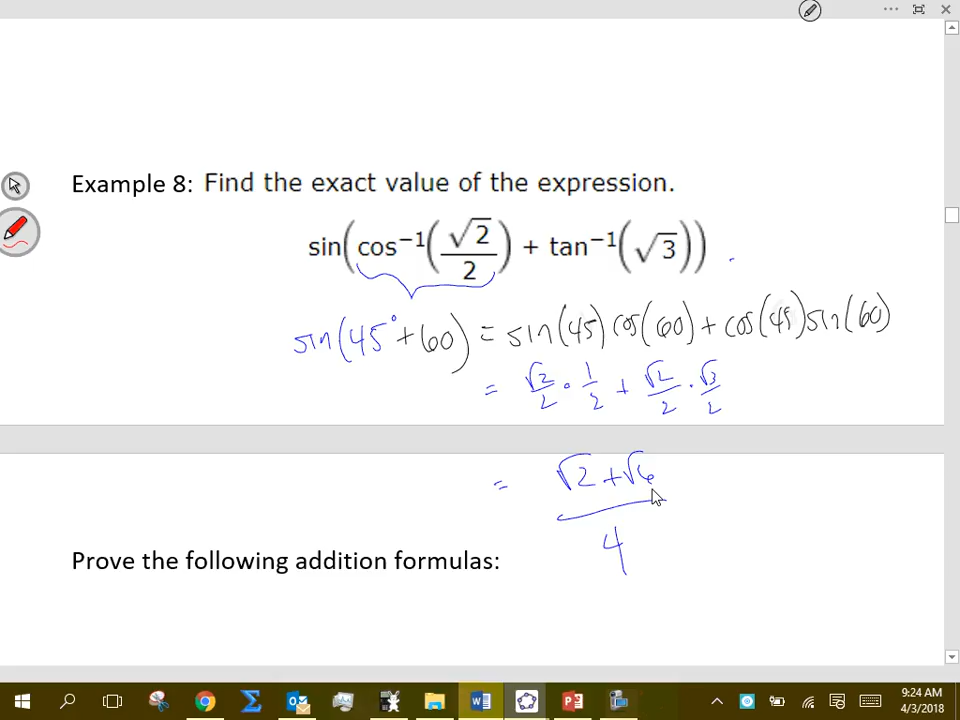 Example 8: Find the exact value of the expression.
sin(cos⁻¹(√2/2) + tan⁻¹(√3))
sin(45° + 60) = sin(45) cos(60) + cos(45) sin(60)
= √2/2 · 1/2 + √2/2 · √3/2
= √2 + √6 / 4
Prove the following addition formulas:
9:24 AM
4/3/2018